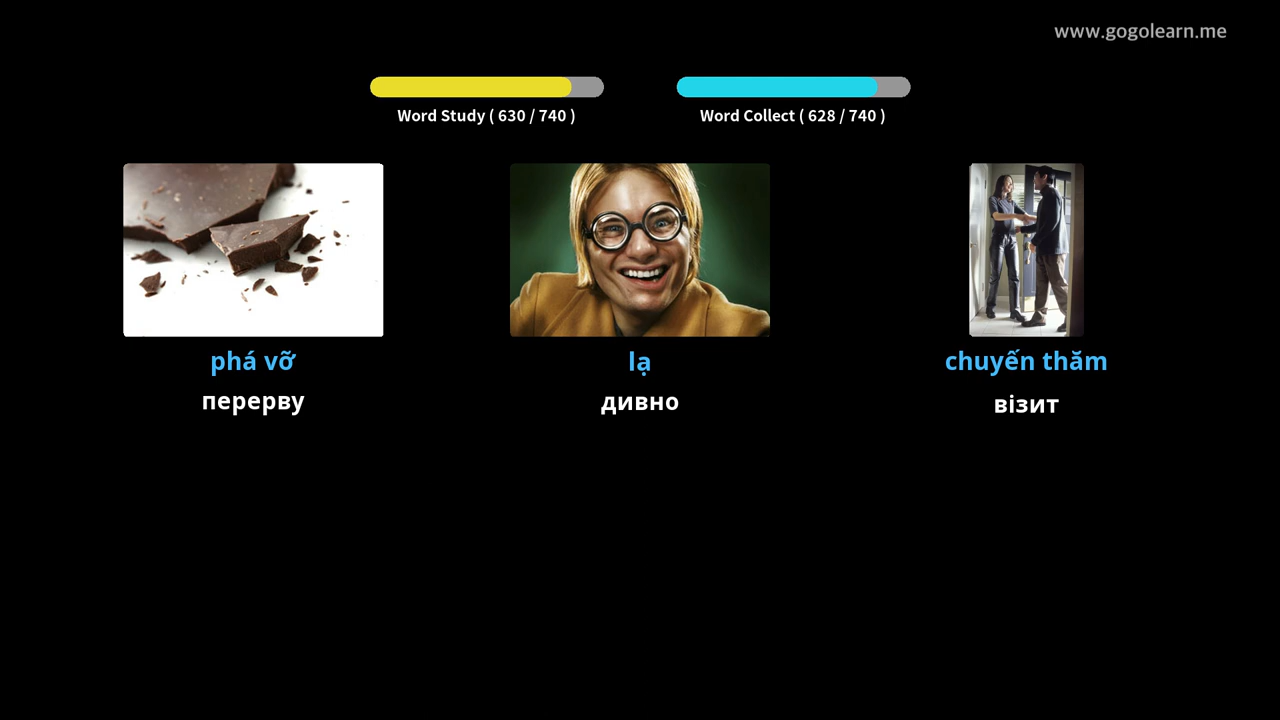 www.gogolearn.me
Word Study ( 630 / 740 )
Word Collect ( 628 / 740 )
phá vỡ
lạ
chuyến thăm
перерву
дивно
візит